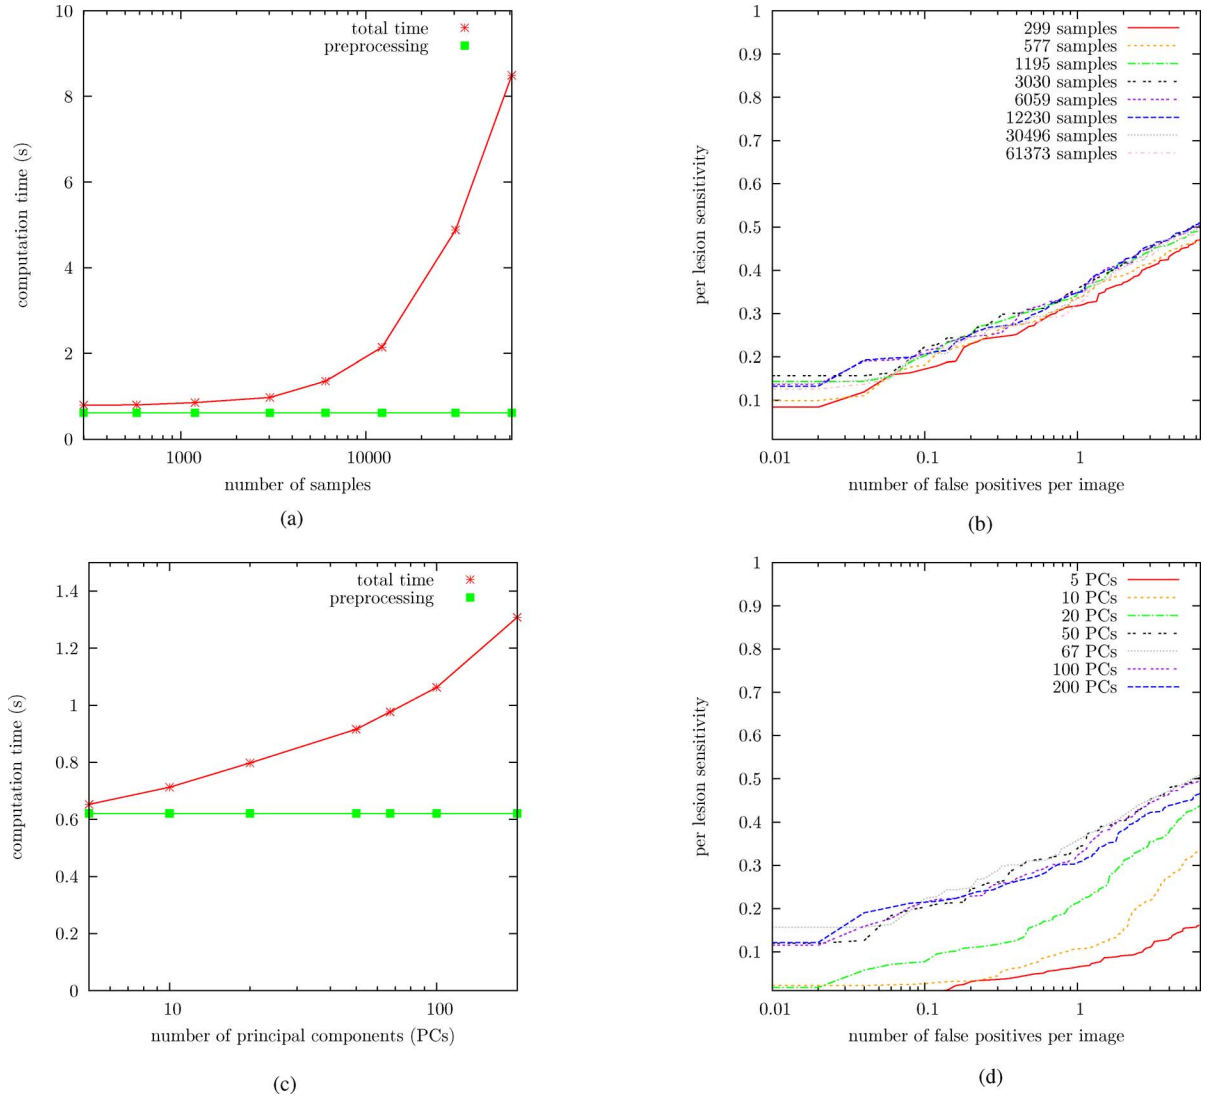 10
8
6
4
2
0
computation time (s)
total time
preprocessing
1000
10000
number of samples
(a)
1
0.9
0.8
0.7
0.6
0.5
0.4
0.3
0.2
0.1
per lesion sensitivity
299 samples
577 samples
1195 samples
3030 samples
6059 samples
12230 samples
30496 samples
61373 samples
0.01
0.1
1
number of false positives per image
(b)
1.4
1.2
1
0.8
0.6
0.4
0.2
0
computation time (s)
total time
preprocessing
10
100
number of principal components (PCs)
(c)
1
0.9
0.8
0.7
0.6
0.5
0.4
0.3
0.2
0.1
per lesion sensitivity
5 PCs
10 PCs
20 PCs
50 PCs
67 PCs
100 PCs
200 PCs
0.01
0.1
1
number of false positives per image
(d)